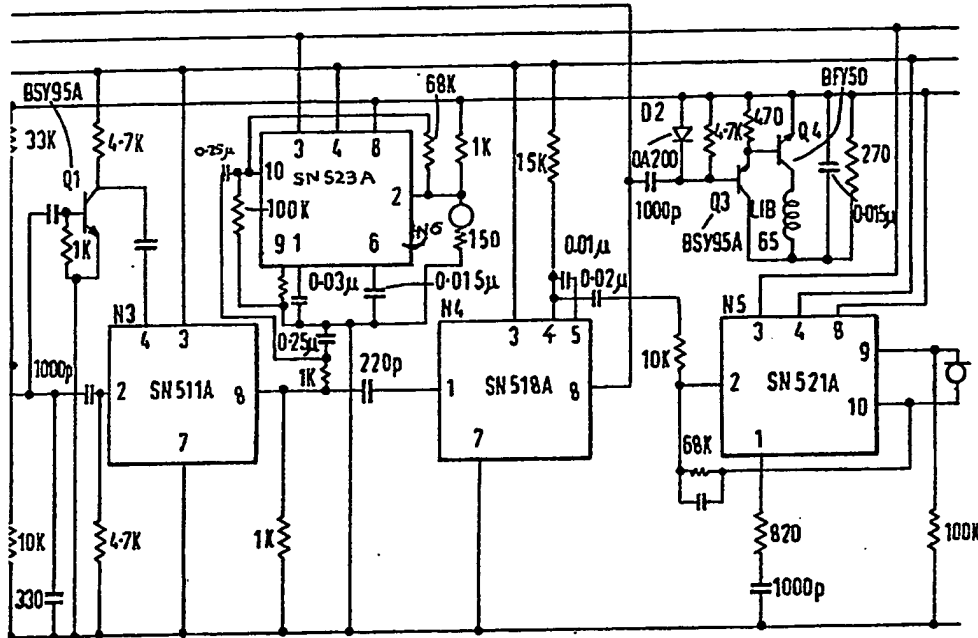 BSY95A
33K
4·7K
Q1
1K
0·25μ
10
3
4
8
SN523A
100K
2
9
1
6
N6
68K
1K
150
0·03μ
0·015μ
0·25μ
1K
15K
0·01μ
0·02μ
D2
OA200
4·7K
470
Q4
BFY50
1000p
Q3
BSY95A
LIB
65
270
0·015μ
N3
4
3
1000p
2
SN511A
8
7
220p
N4
3
4
5
1
SN518A
8
7
10K
N5
3
4
8
9
2
SN521A
10
1
68K
10K
330
4·7K
1K
820
1000p
100K